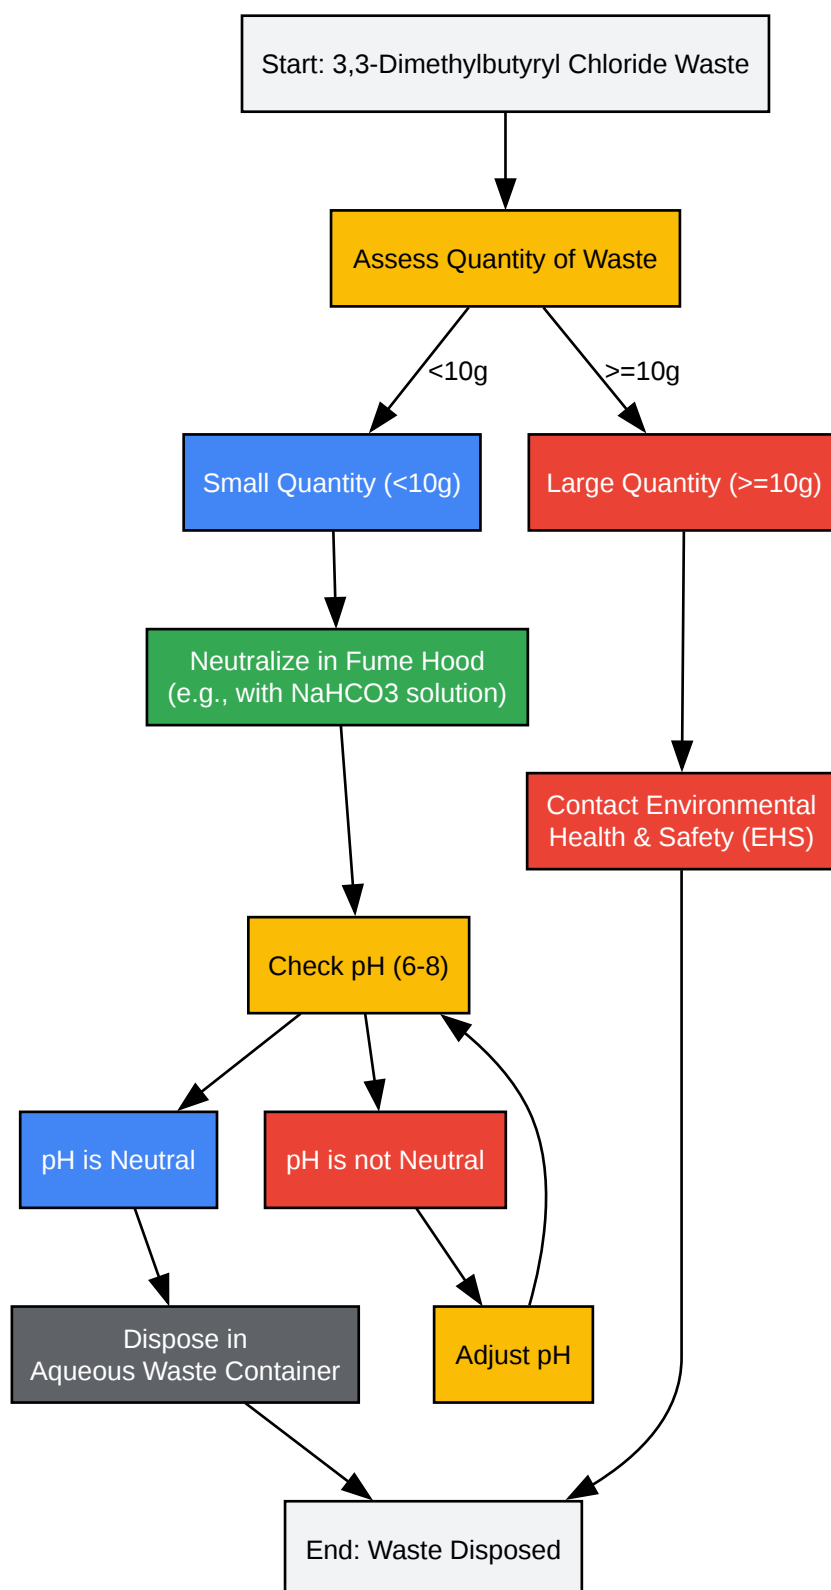 Start: 3,3-Dimethylbutyryl Chloride Waste
Assess Quantity of Waste
<10g
>=10g
Small Quantity (<10g)
Large Quantity (>=10g)
Neutralize in Fume Hood
(e.g., with NaHCO3 solution)
Contact Environmental
Health & Safety (EHS)
Check pH (6-8)
pH is Neutral
pH is not Neutral
Dispose in
Aqueous Waste Container
Adjust pH
End: Waste Disposed